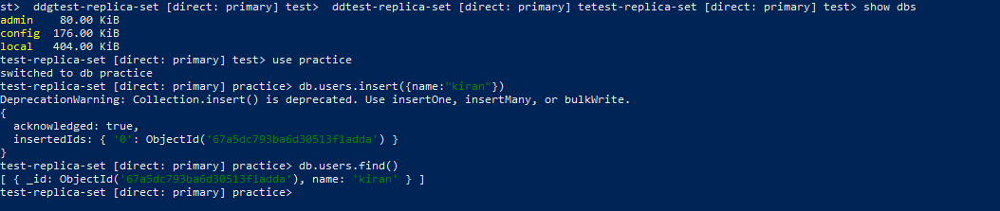 st>  ddgtest-replica-set [direct: primary] test>  ddtest-replica-set [direct: primary] tetest-replica-set [direct: primary] test> show dbs
admin    80.00 KiB
config  176.00 KiB
local   404.00 KiB
test-replica-set [direct: primary] test> use practice
switched to db practice
test-replica-set [direct: primary] practice> db.users.insert({name:"kiran"})
DeprecationWarning: Collection.insert() is deprecated. Use insertOne, insertMany, or bulkWrite.
{
  acknowledged: true,
  insertedIds: { '0': ObjectId('67a5dc793ba6d30513f1adda') }
}
test-replica-set [direct: primary] practice> db.users.find()
[ { _id: ObjectId('67a5dc793ba6d30513f1adda'), name: 'kiran' } ]
test-replica-set [direct: primary] practice>